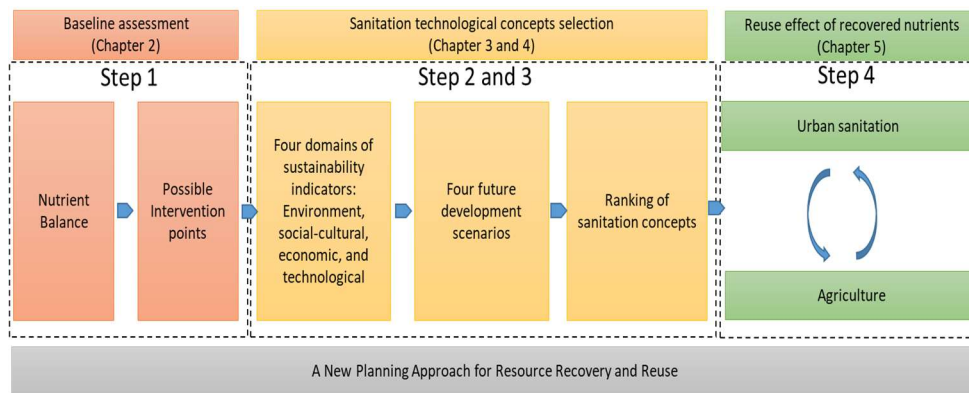 Baseline assessment
(Chapter 2)
Sanitation technological concepts selection
(Chapter 3 and 4)
Reuse effect of recovered nutrients
(Chapter 5)
Step 1
Step 2 and 3
Step 4
Nutrient
Balance
Possible
Intervention
points
Four domains of
sustainability
indicators:
Environment,
social-cultural,
economic, and
technological
Four future
development
scenarios
Ranking of
sanitation concepts
Urban sanitation
Agriculture
A New Planning Approach for Resource Recovery and Reuse